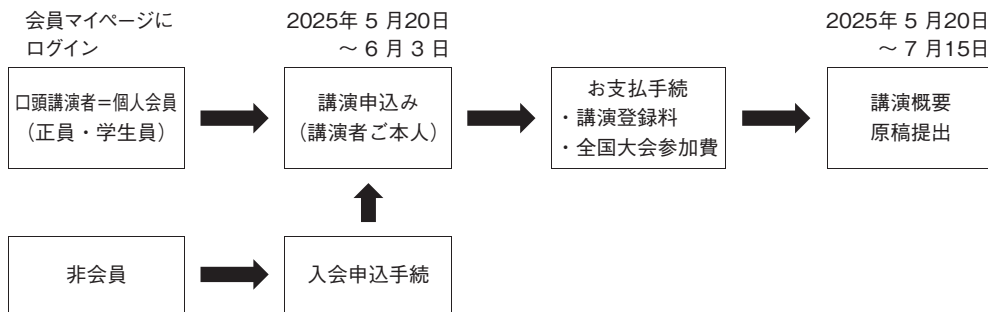 会員マイページに
ログイン
2025年 5 月20日
～ 6 月 3 日
2025年 5 月20日
～ 7 月15日
口頭講演者＝個人会員
（正員・学生員）
講演申込み
（講演者ご本人）
お支払手続
・講演登録料
・全国大会参加費
講演概要
原稿提出
非会員
入会申込手続